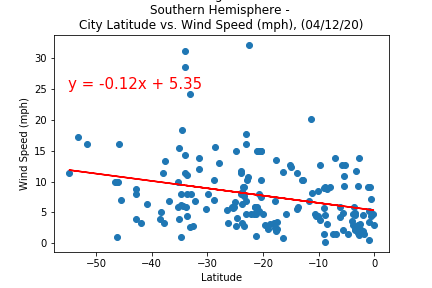 Southern Hemisphere -
City Latitude vs. Wind Speed (mph), (04/12/20)
30
y = -0.12x + 5.35
25
20
15
10
5
0
Wind Speed (mph)
−50
−40
−30
−20
−10
0
Latitude